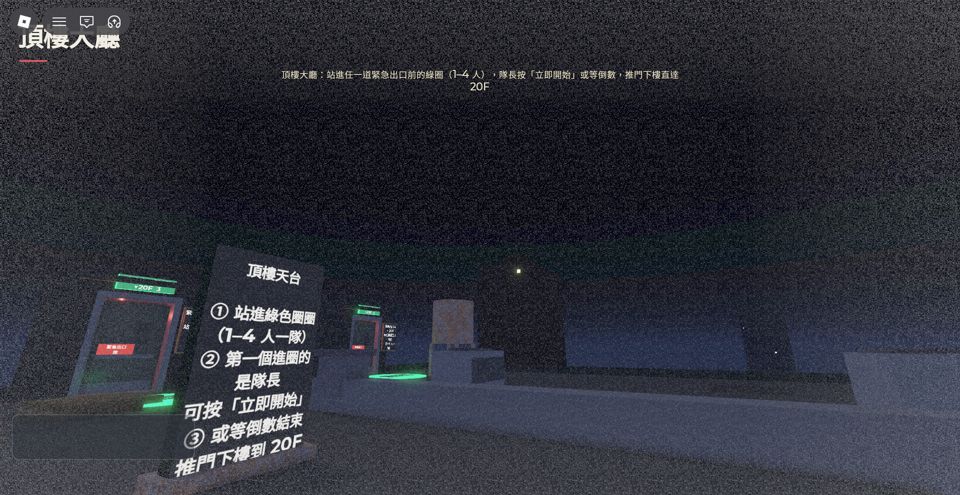 頂樓大廳
頂樓大廳：站進任一道緊急出口前的綠圈（1–4 人），隊長按「立即開始」或等倒數，推門下樓直達
20F
頂樓天台
① 站進綠色圈圈
（1–4 人一隊）
② 第一個進圈的
是隊長
可按「立即開始」
③ 或等倒數結束
推門下樓到 20F